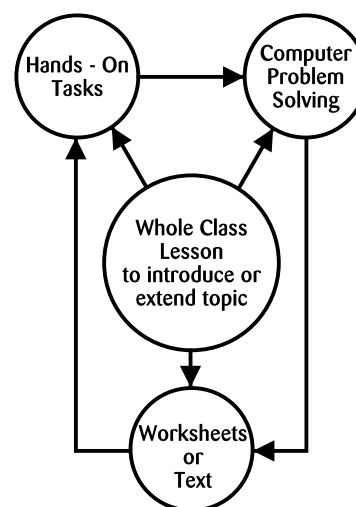 Hands - On
Tasks
Computer
Problem
Solving
Whole Class
Lesson
to introduce or
extend topic
Worksheets
or
Text